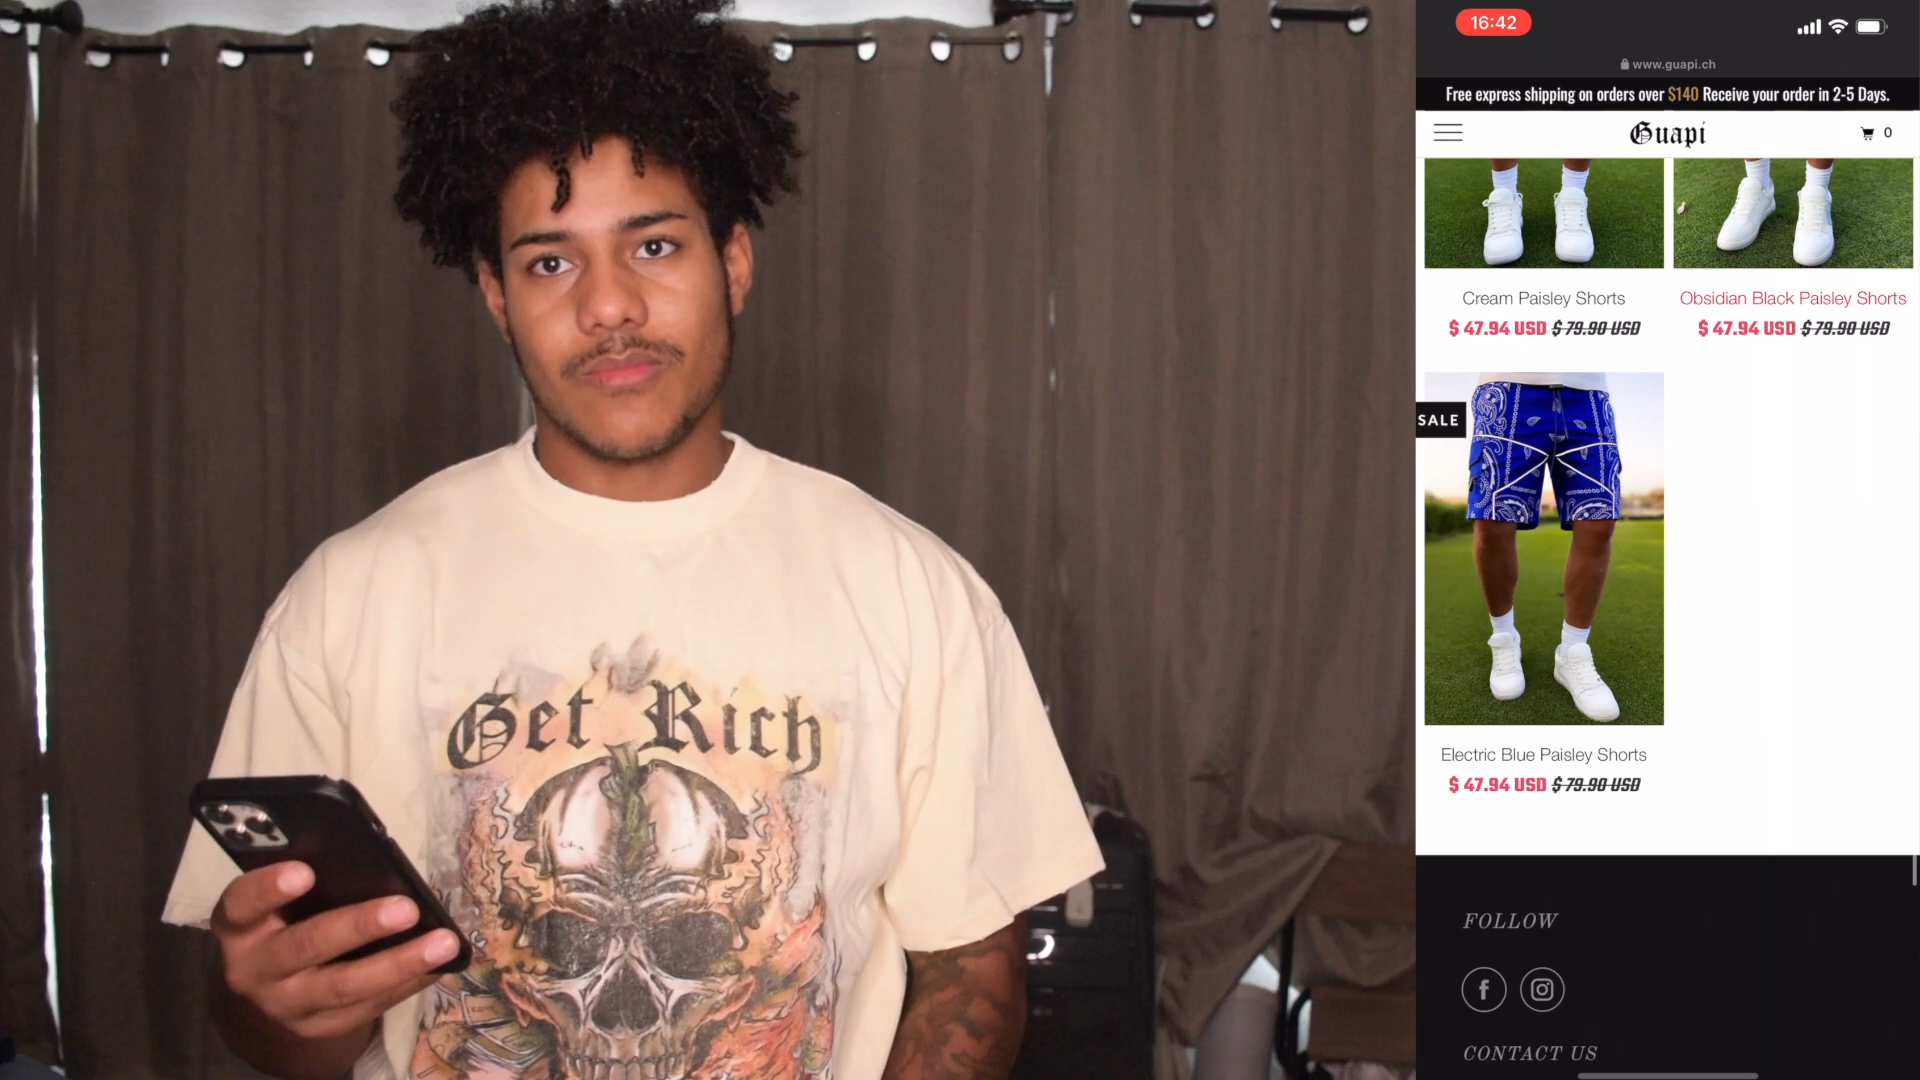 Get Rich
16:42
www.guapi.ch
Free express shipping on orders over $140 Receive your order in 2-5 Days.
Guapi
0
Cream Paisley Shorts
$ 47.94 USD $ 79.90 USD
Obsidian Black Paisley Shorts
$ 47.94 USD $ 79.90 USD
SALE
Electric Blue Paisley Shorts
$ 47.94 USD $ 79.90 USD
FOLLOW
f
CONTACT US